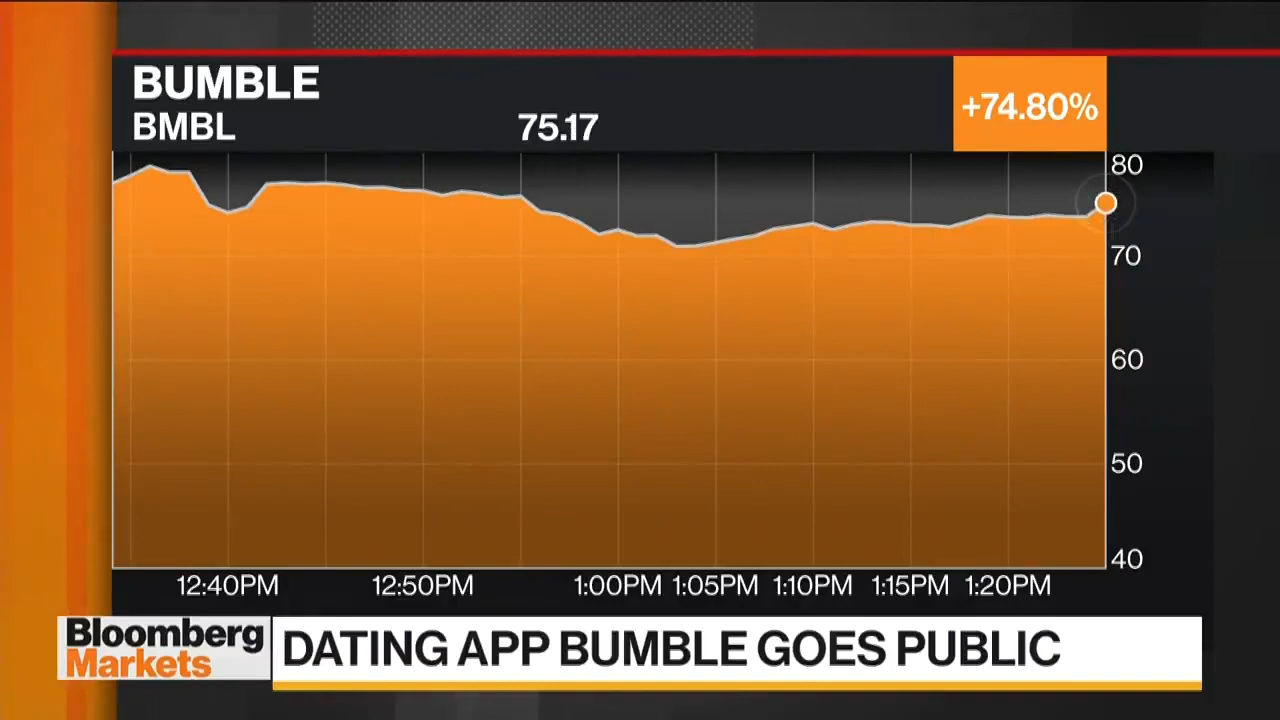 BUMBLE
BMBL 75.17 +74.80%
80
70
60
50
40
12:40PM 12:50PM 1:00PM 1:05PM 1:10PM 1:15PM 1:20PM
Bloomberg
Markets
DATING APP BUMBLE GOES PUBLIC